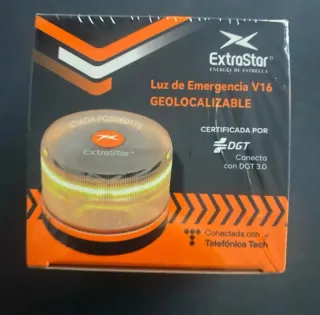 ExtraStar
ENERGÍA DE ESTRELLA
Luz de Emergencia V16
GEOLOCALIZABLE
CERTIFICADA POR
DGT
Conecta
con DGT 3.0
ExtraStar
Conectada con
Telefónica Tech